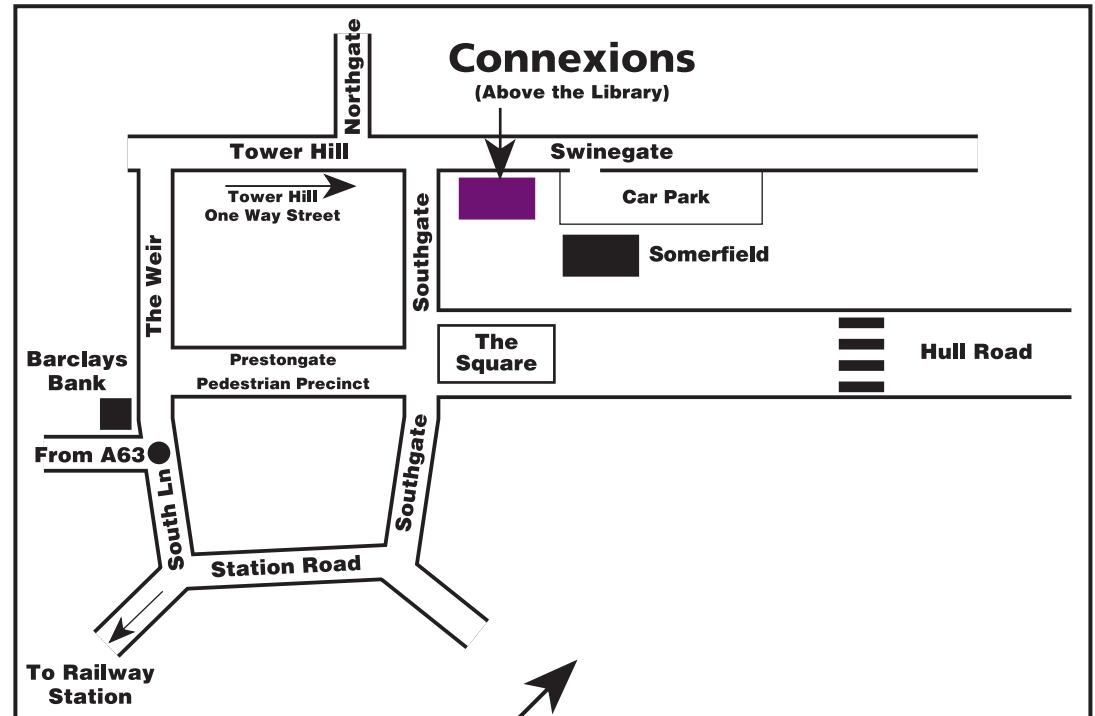 Northgate
Connexions
(Above the Library)
Tower Hill
Swinegate
Tower Hill
One Way Street
Car Park
Southgate
The Weir
Somerfield
The
Square
Hull Road
Prestongate
Pedestrian Precinct
Barclays
Bank
From A63
South Ln
Southgate
Station Road
To Railway
Station